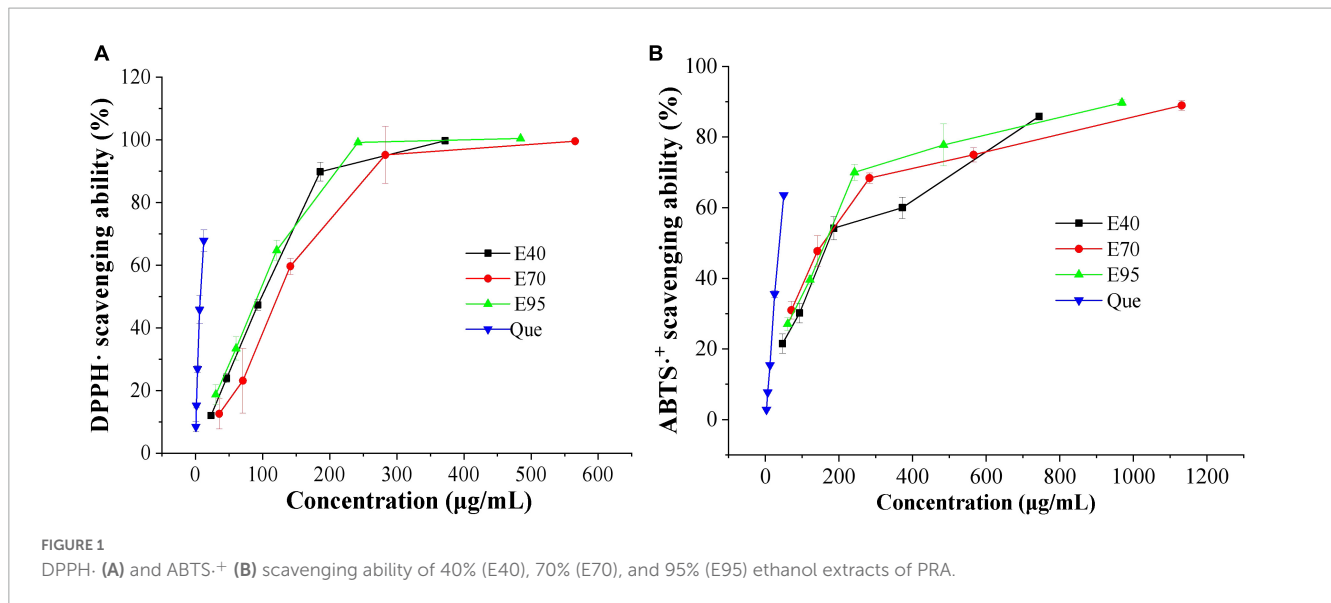 A
DPPH· scavenging ability (%)
120
100
80
60
40
20
0
E40
E70
E95
Que
0 100 200 300 400 500 600
Concentration (μg/mL)
B
ABTS·+ scavenging ability (%)
100
80
60
40
20
0
E40
E70
E95
Que
0 200 400 600 800 1000 1200
Concentration (μg/mL)
FIGURE 1
DPPH· (A) and ABTS·+ (B) scavenging ability of 40% (E40), 70% (E70), and 95% (E95) ethanol extracts of PRA.